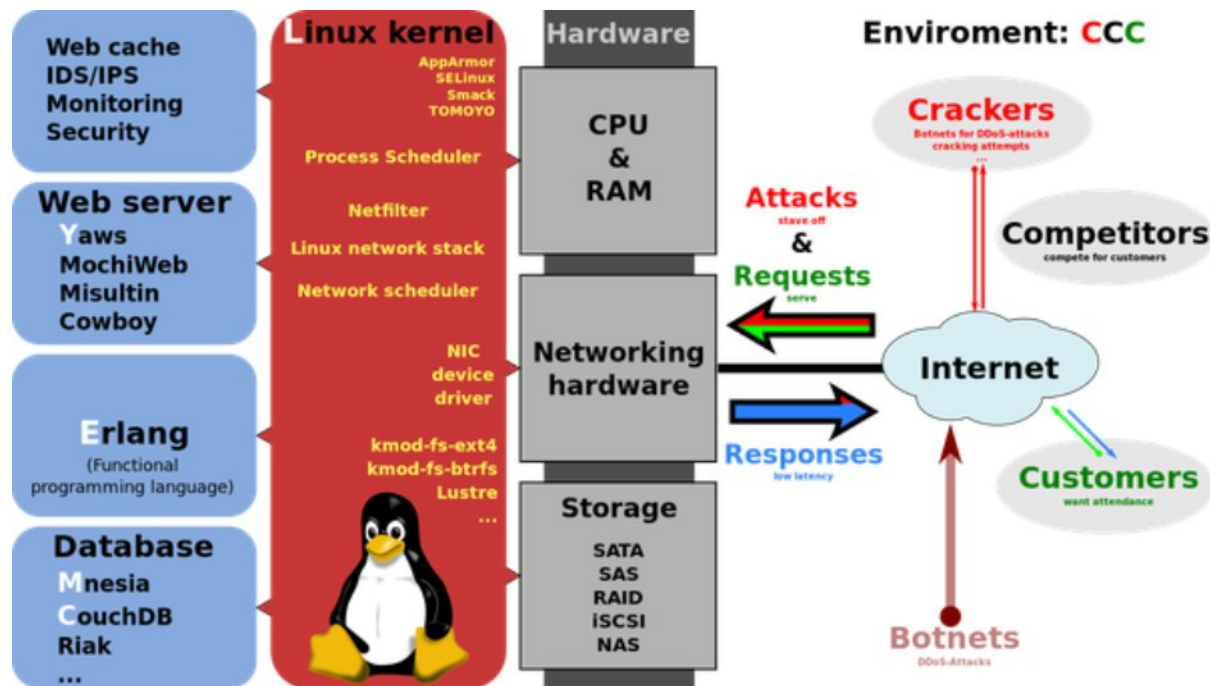 Web cache
IDS/IPS
Monitoring
Security
Web server
Yaws
MochiWeb
Misultin
Cowboy
Erlang
(Functional
programming language)
Database
Mnesia
CouchDB
Riak
...
Linux kernel
AppArmor
SELinux
Smack
TOMOYO
Process Scheduler
Netfilter
Linux network stack
Network scheduler
NIC
device
driver
kmod-fs-ext4
kmod-fs-btrfs
Lustre
...
Hardware
CPU
&
RAM
Networking
hardware
Storage
SATA
SAS
RAID
iSCSI
NAS
Enviroment: CCC
Crackers
Botnets for DDoS-attacks
cracking attempts
...
Attacks
stave off
&
Requests
serve
Competitors
compete for customers
Internet
Responses
low latency
Customers
want attendance
Botnets
DDoS-Attacks